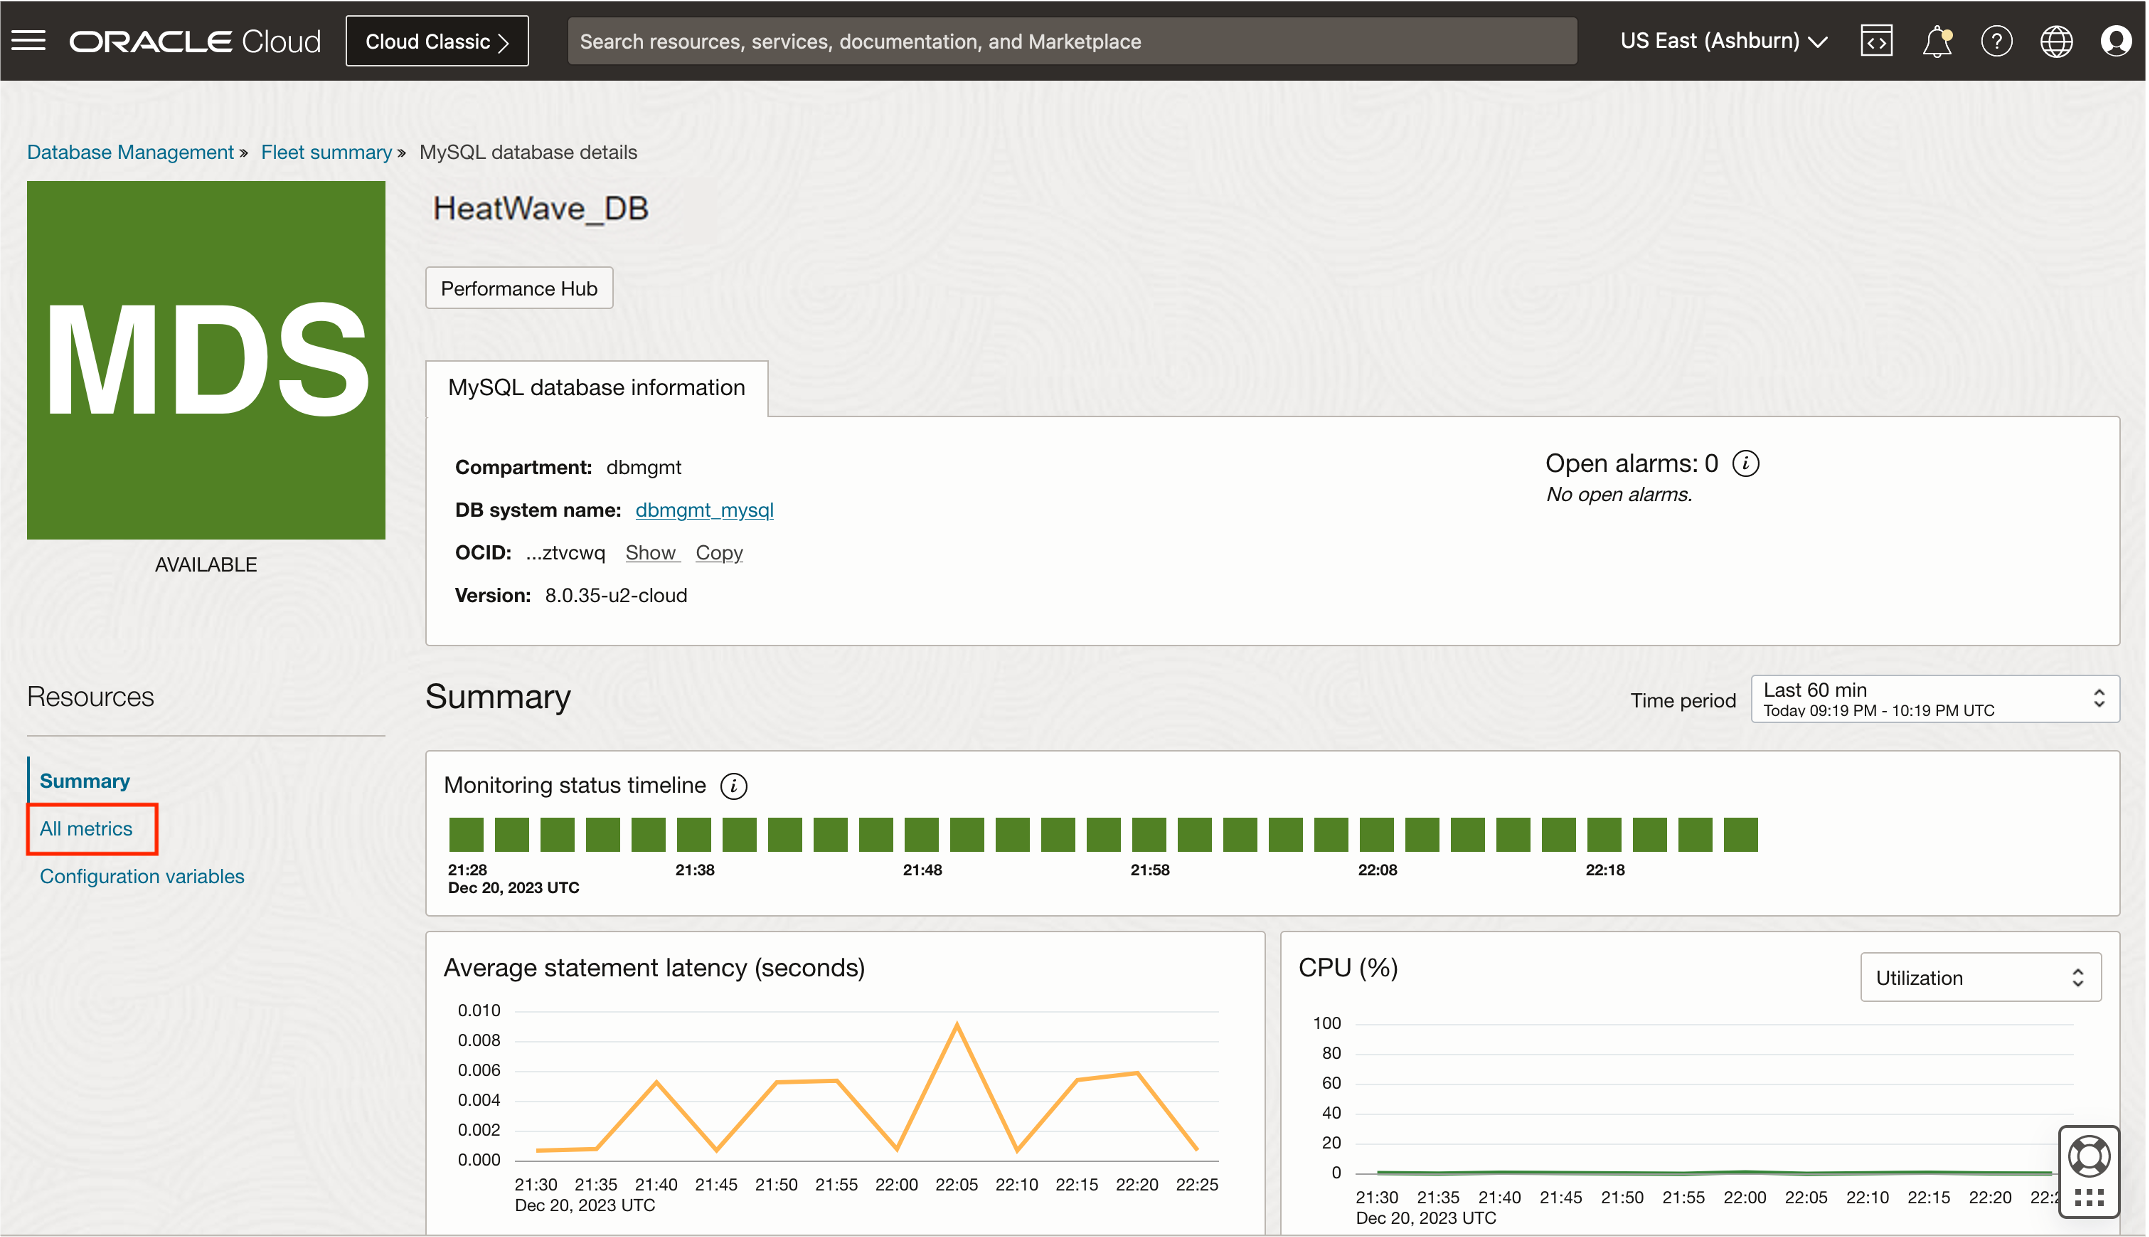 ORACLE Cloud
Cloud Classic
Search resources, services, documentation, and Marketplace
US East (Ashburn)
Database Management » Fleet summary » MySQL database details
MDS
AVAILABLE
HeatWave_DB
Performance Hub
MySQL database information
Compartment: dbmgmt
DB system name: dbmgmt_mysql
OCID: ...ztvcwq Show Copy
Version: 8.0.35-u2-cloud
Open alarms: 0
No open alarms.
Resources
Summary
All metrics
Configuration variables
Summary
Time period
Last 60 min
Today 09:19 PM - 10:19 PM UTC
Monitoring status timeline
21:28 21:38 21:48 21:58 22:08 22:18
Dec 20, 2023 UTC
Average statement latency (seconds)
0.010
0.008
0.006
0.004
0.002
0.000
21:30 21:35 21:40 21:45 21:50 21:55 22:00 22:05 22:10 22:15 22:20 22:25
Dec 20, 2023 UTC
CPU (%)
Utilization
100
80
60
40
20
0
21:30 21:35 21:40 21:45 21:50 21:55 22:00 22:05 22:10 22:15 22:20
Dec 20, 2023 UTC